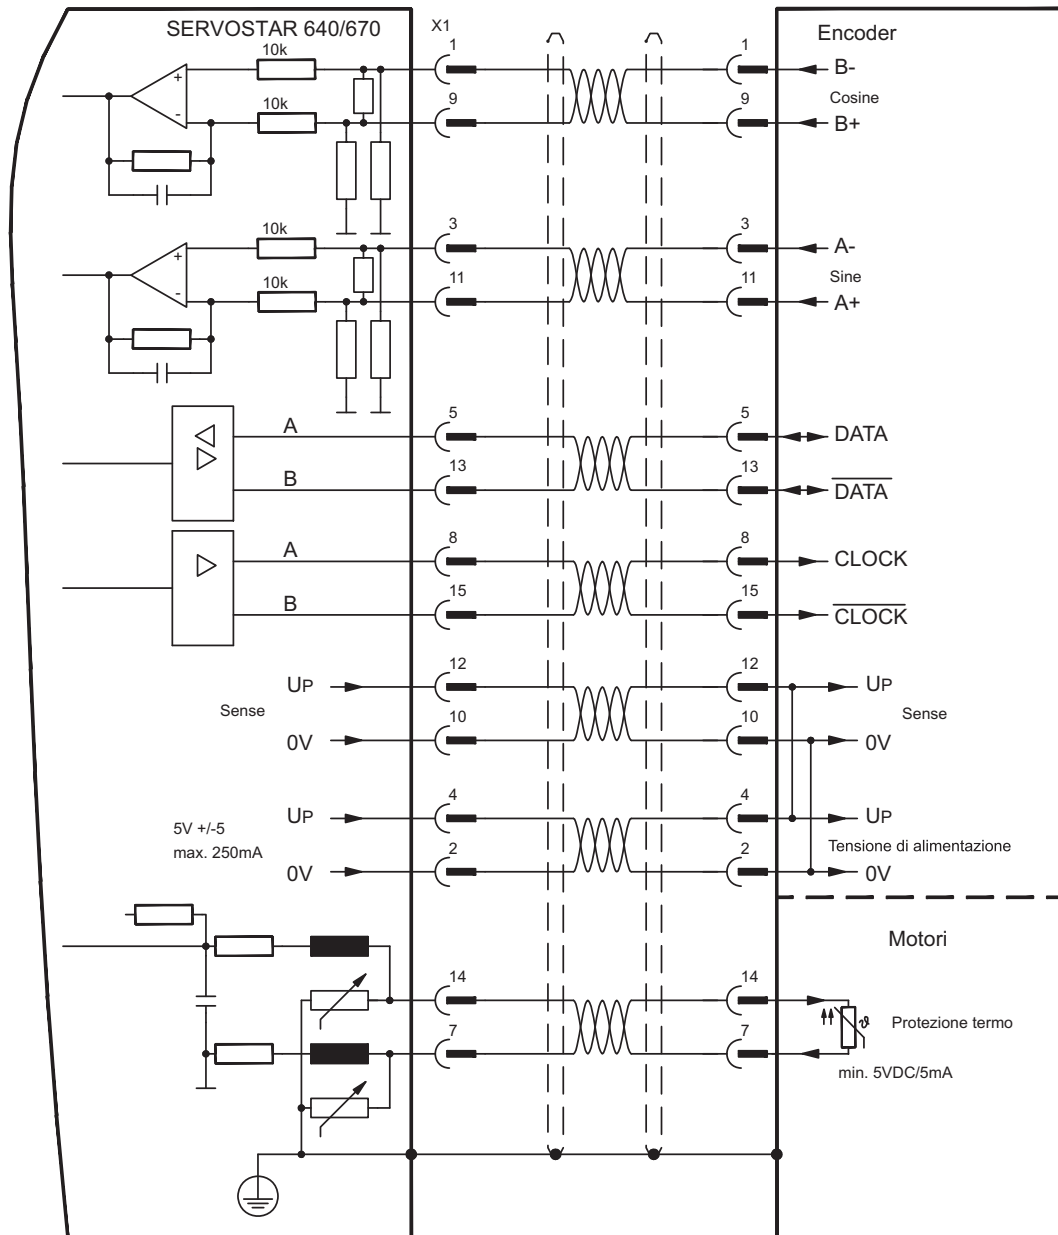 SERVOSTAR 640/670
X1
Encoder
10k
1
1
B-
+
Cosine
-
10k
9
9
B+
10k
3
3
A-
+
Sine
-
10k
11
11
A+
A
5
5
DATA
B
13
13
DATA
A
8
8
CLOCK
B
15
15
CLOCK
UP
12
12
UP
Sense
Sense
0V
10
10
0V
UP
4
4
UP
5V +/-5
max. 250mA
Tensione di alimentazione
0V
2
2
0V
Motori
14
14
ϑ
Protezione termo
7
7
min. 5VDC/5mA